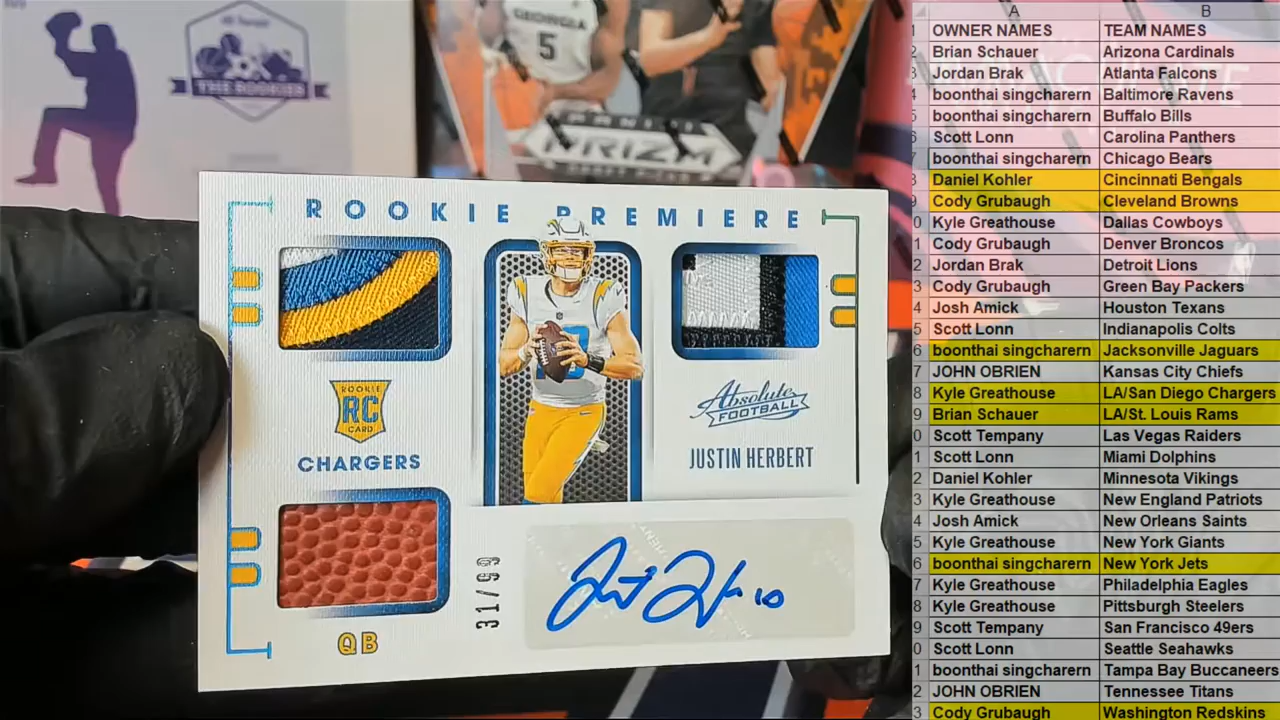 THE ROOKIES
GEORGIA
5
PANINI
PRIZM
ROOKIE PREMIERE
ROOKIE
RC
CARD
CHARGERS
Absolute
FOOTBALL
JUSTIN HERBERT
QB
31/99
10
A B
OWNER NAMES TEAM NAMES
Brian Schauer Arizona Cardinals
Jordan Brak Atlanta Falcons
boonthai singcharern Baltimore Ravens
boonthai singcharern Buffalo Bills
Scott Lonn Carolina Panthers
boonthai singcharern Chicago Bears
Daniel Kohler Cincinnati Bengals
Cody Grubaugh Cleveland Browns
Kyle Greathouse Dallas Cowboys
Cody Grubaugh Denver Broncos
Jordan Brak Detroit Lions
Cody Grubaugh Green Bay Packers
Josh Amick Houston Texans
Scott Lonn Indianapolis Colts
boonthai singcharern Jacksonville Jaguars
JOHN OBRIEN Kansas City Chiefs
Kyle Greathouse LA/San Diego Chargers
Brian Schauer LA/St. Louis Rams
Scott Tempany Las Vegas Raiders
Scott Lonn Miami Dolphins
Daniel Kohler Minnesota Vikings
Kyle Greathouse New England Patriots
Josh Amick New Orleans Saints
Kyle Greathouse New York Giants
boonthai singcharern New York Jets
Kyle Greathouse Philadelphia Eagles
Kyle Greathouse Pittsburgh Steelers
Scott Tempany San Francisco 49ers
Scott Lonn Seattle Seahawks
boonthai singcharern Tampa Bay Buccaneers
JOHN OBRIEN Tennessee Titans
Cody Grubaugh Washington Redskins